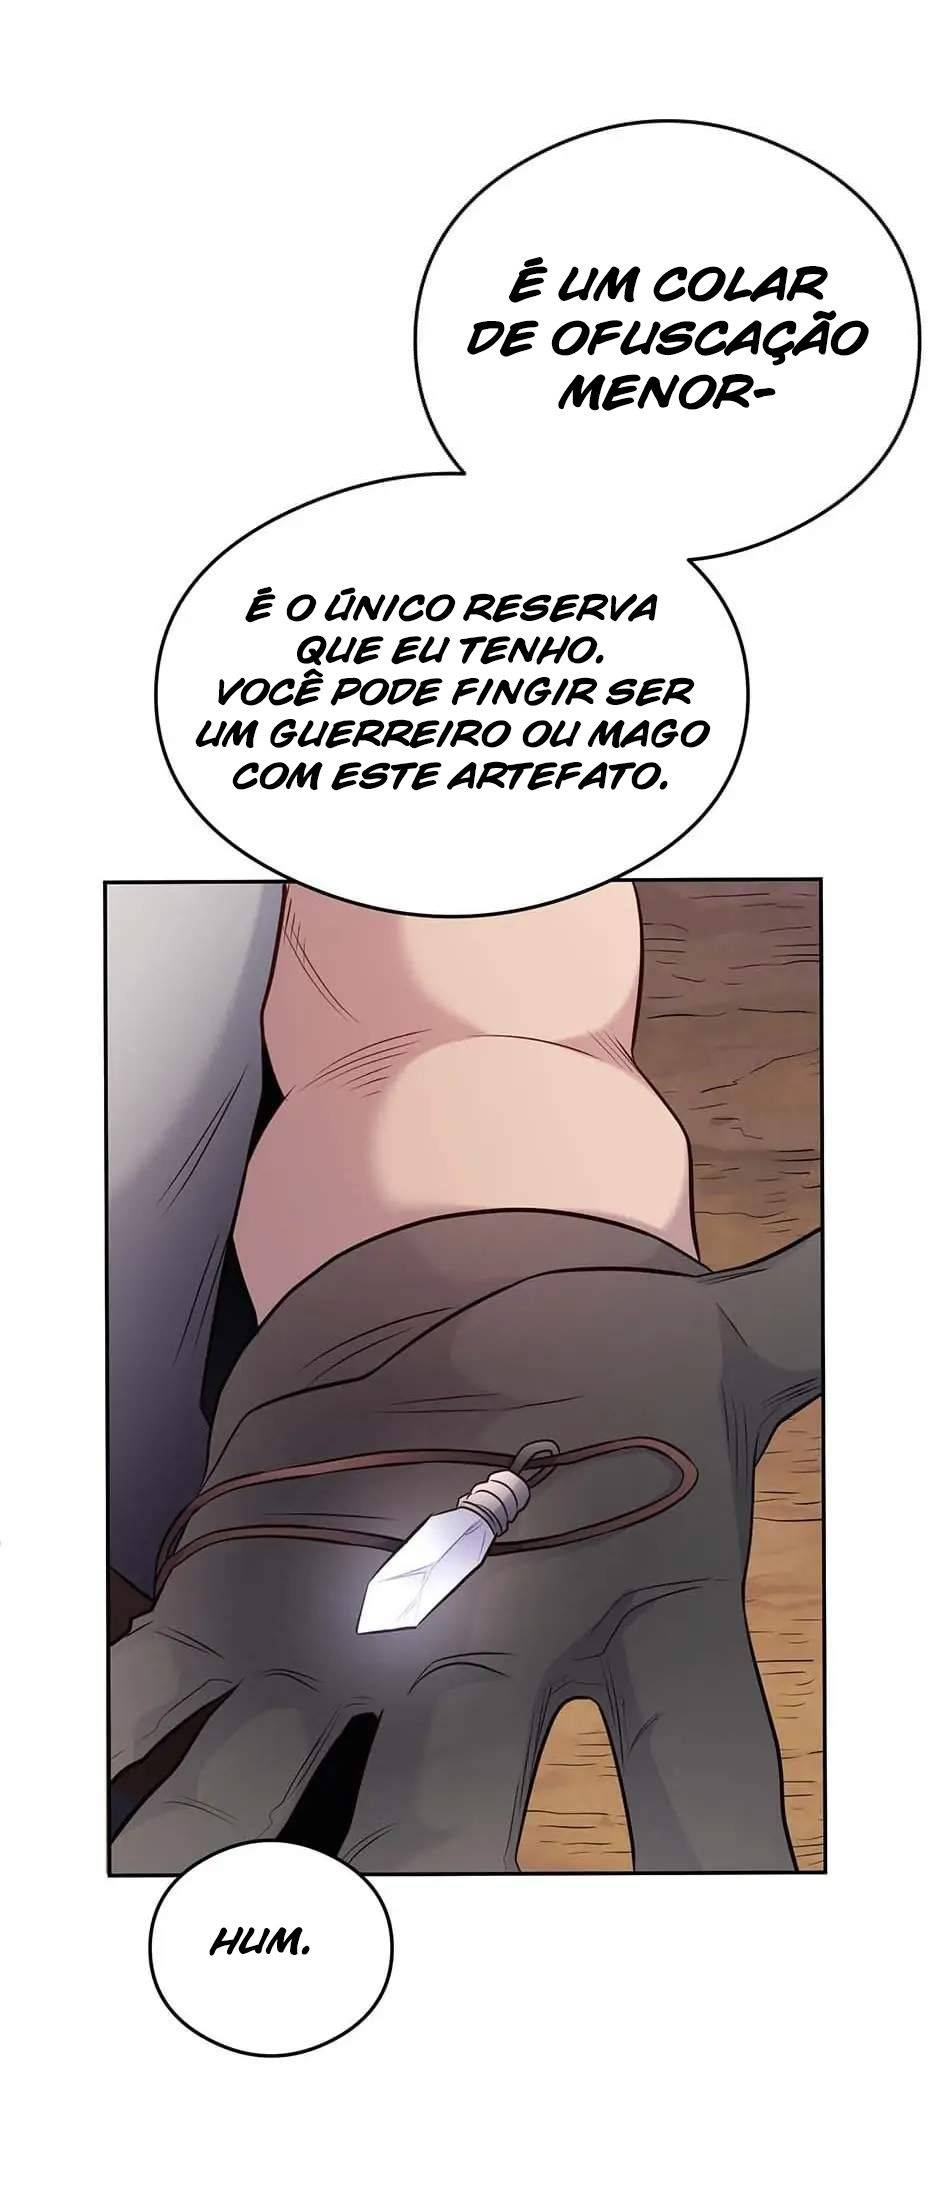 É UM COLAR
DE OFUSCAÇÃO
MENOR-
É O ÚNICO RESERVA
QUE EU TENHO.
VOCÊ PODE FINGIR SER
UM GUERREIRO OU MAGO
COM ESTE ARTEFATO.
HUM.